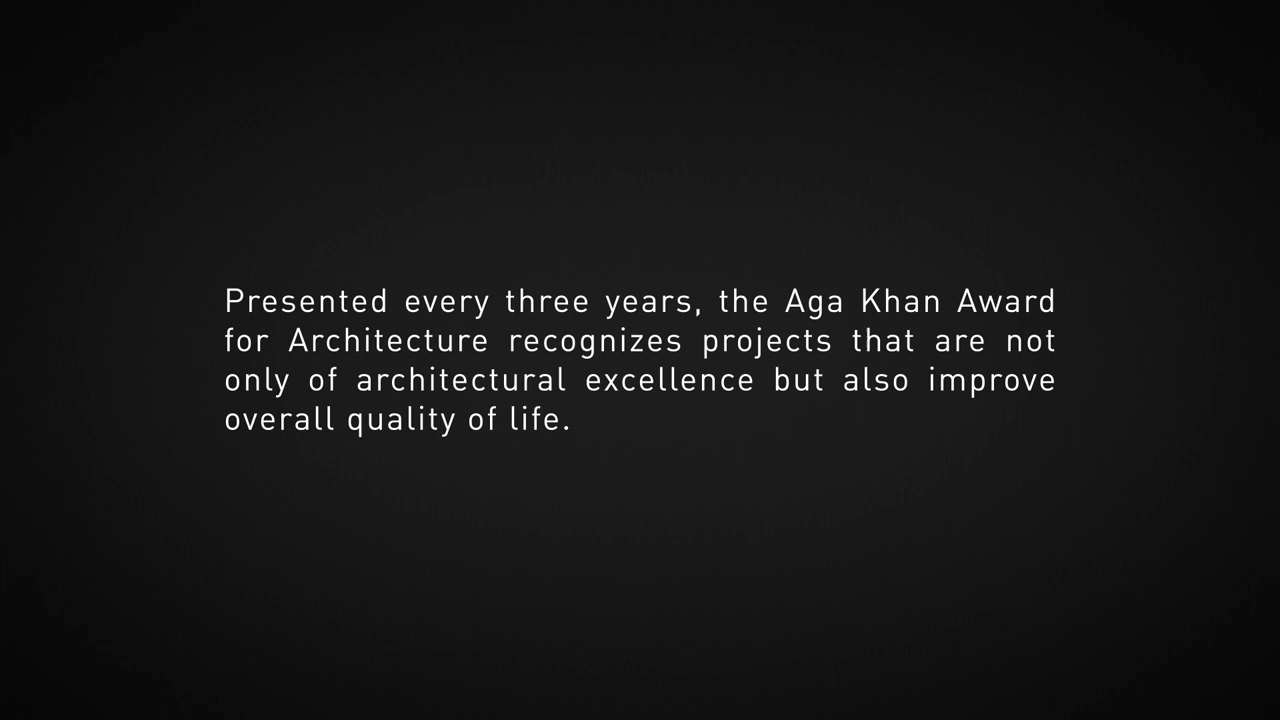 Presented every three years, the Aga Khan Award
for Architecture recognizes projects that are not
only of architectural excellence but also improve
overall quality of life.